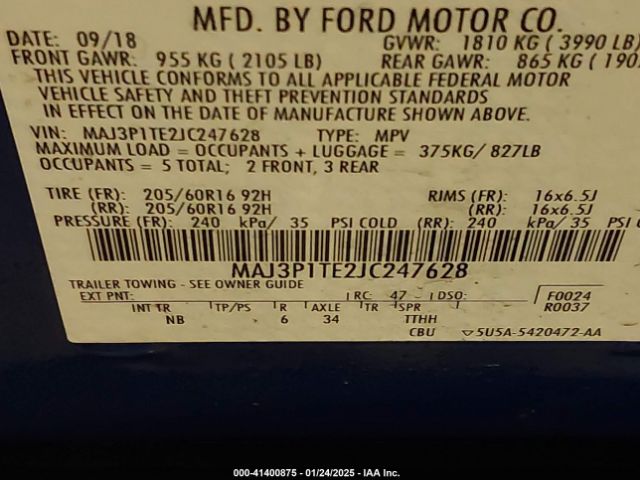 MFD. BY FORD MOTOR CO.
DATE: 09/18 GVWR: 1810 KG ( 3990 LB)
FRONT GAWR: 955 KG ( 2105 LB) REAR GAWR: 865 KG ( 190
THIS VEHICLE CONFORMS TO ALL APPLICABLE FEDERAL MOTOR
VEHICLE SAFETY AND THEFT PREVENTION STANDARDS
IN EFFECT ON THE DATE OF MANUFACTURE SHOWN ABOVE.
VIN: MAJ3P1TE2JC247628 TYPE: MPV
MAXIMUM LOAD = OCCUPANTS + LUGGAGE = 375KG/ 827LB
OCCUPANTS = 5 TOTAL; 2 FRONT, 3 REAR
TIRE (FR): 205/60R16 92H RIMS (FR): 16x6.5J
(RR): 205/60R16 92H (RR): 16x6.5J
PRESSURE (FR): 240 kPa/ 35 PSI COLD (RR): 240 kPa/ 35 PSI C
MAJ3P1TE2JC247628
TRAILER TOWING - SEE OWNER GUIDE
EXT PNT: RC: 47 DSO: F0024
INT TR TP/PS R AXLE TR SPR R0037
NB 6 34 TTHH
CBU 5U5A-5420472-AA
000-41400875 - 01/24/2025 - IAA Inc.